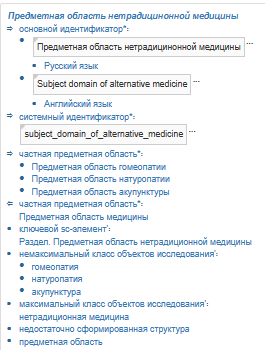 Предметная область нетрадиционной медицины
⇒ основной идентификатор*:
• Предметная область нетрадиционной медицины ...
• Русский язык
• Subject domain of alternative medicine ...
• Английский язык
⇒ системный идентификатор*:
subject_domain_of_alternative_medicine ...
⇒ частная предметная область*:
• Предметная область гомеопатии
• Предметная область натуропатии
• Предметная область акупунктуры
⇐ частная предметная область*:
Предметная область медицины
• ключевой sc-элемент':
Раздел. Предметная область нетрадиционной медицины
• немаксимальный класс объектов исследования':
• гомеопатия
• натуропатия
• акупунктура
• максимальный класс объектов исследования':
нетрадиционная медицина
• недостаточно сформированная структура
• предметная область